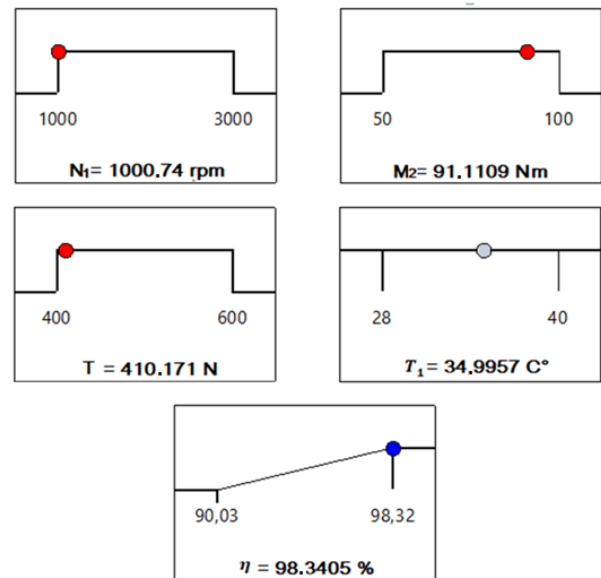 1000 3000
N₁= 1000.74 rpm
50 100
M₂= 91.1109 Nm
400 600
T = 410.171 N
28 40
T₁= 34.9957 C°
90,03 98,32
η = 98.3405 %